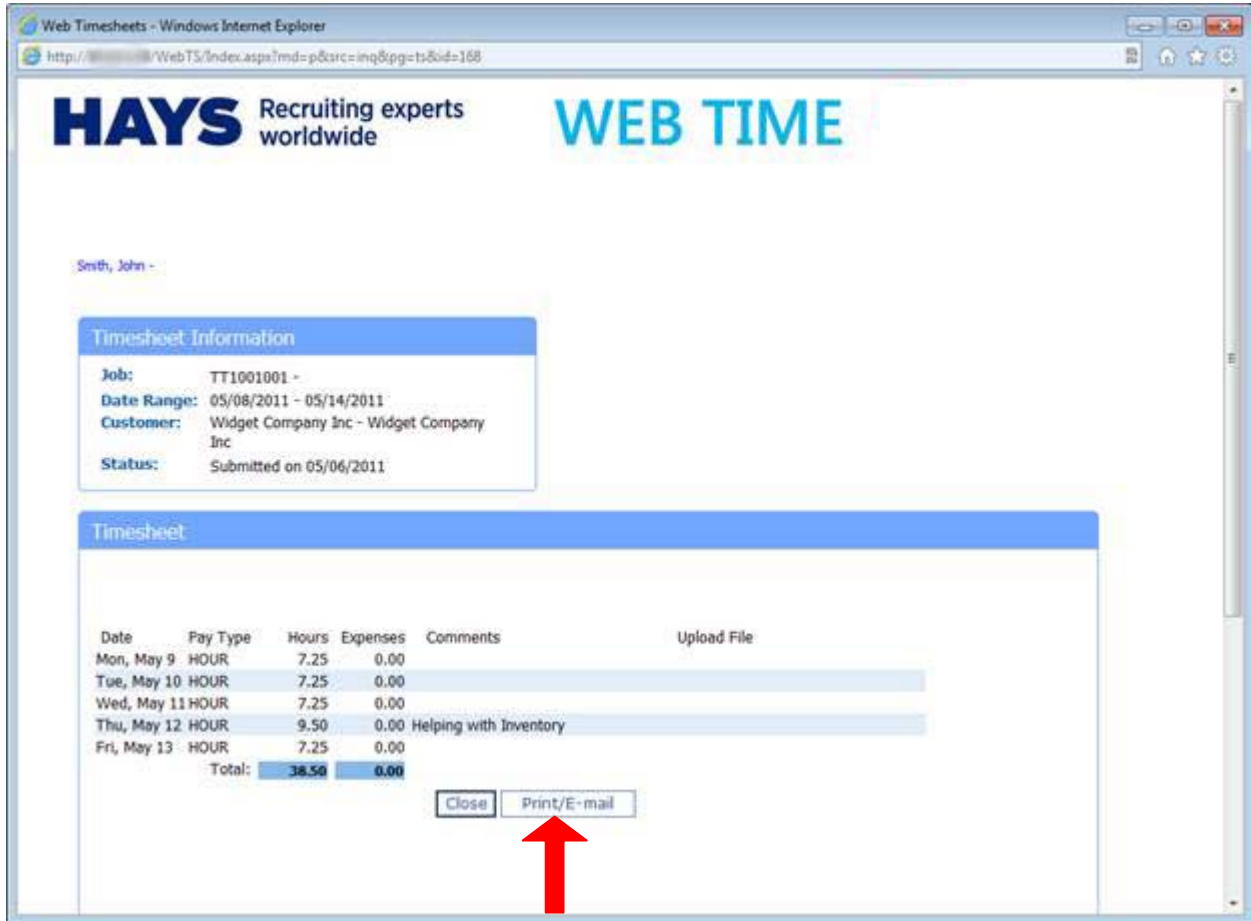 Web Timesheets - Windows Internet Explorer
http:// /WebTS/Index.aspx?md=p&src=inq&pg=ts&id=168
HAYS Recruiting experts worldwide WEB TIME
Smith, John -
Timesheet Information
Job: TT1001001 -
Date Range: 05/08/2011 - 05/14/2011
Customer: Widget Company Inc - Widget Company
Inc
Status: Submitted on 05/06/2011
Timesheet
Date Pay Type Hours Expenses Comments Upload File
Mon, May 9 HOUR 7.25 0.00
Tue, May 10 HOUR 7.25 0.00
Wed, May 11 HOUR 7.25 0.00
Thu, May 12 HOUR 9.50 0.00 Helping with Inventory
Fri, May 13 HOUR 7.25 0.00
Total: 38.50 0.00
Close Print/E-mail